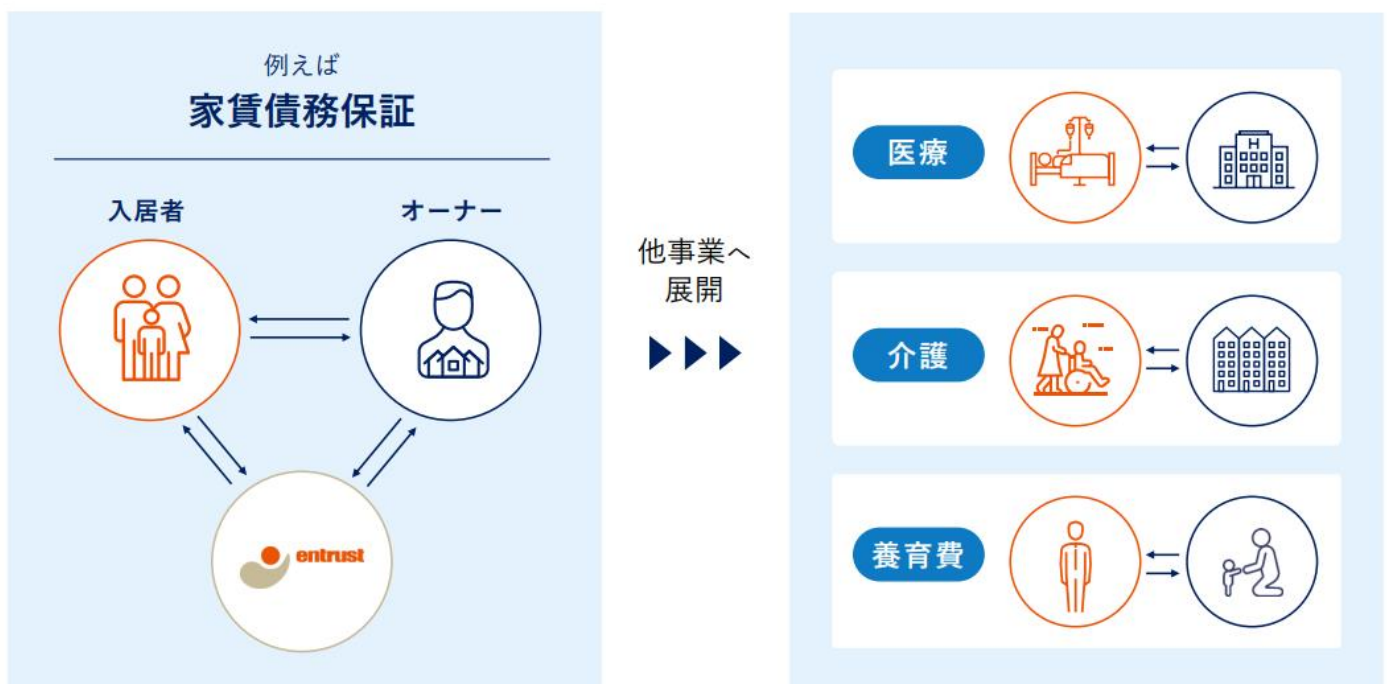 例えば
家賃債務保証
入居者
オーナー
entrust
他事業へ
展開
医療
H
介護
養育費